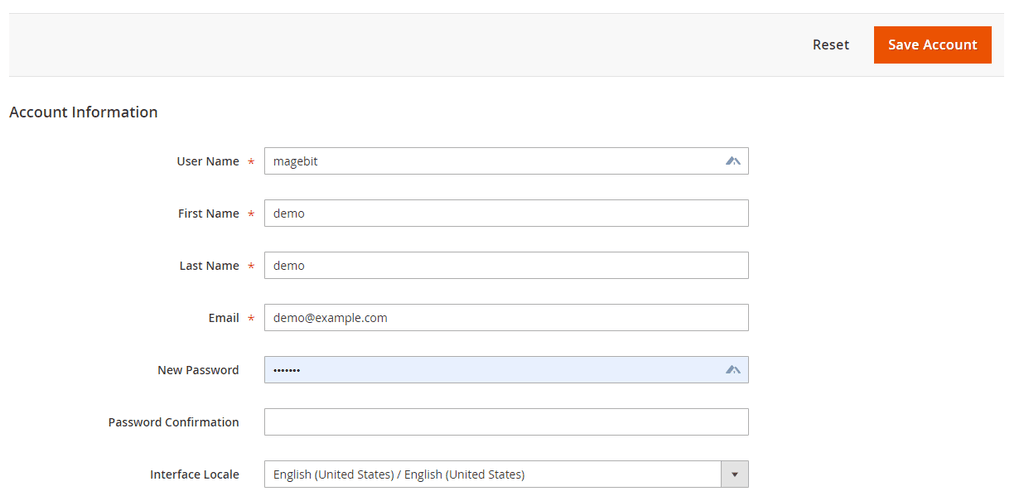 Reset Save Account
Account Information
User Name * magebit
First Name * demo
Last Name * demo
Email * demo@example.com
New Password •••••••
Password Confirmation
Interface Locale English (United States) / English (United States)